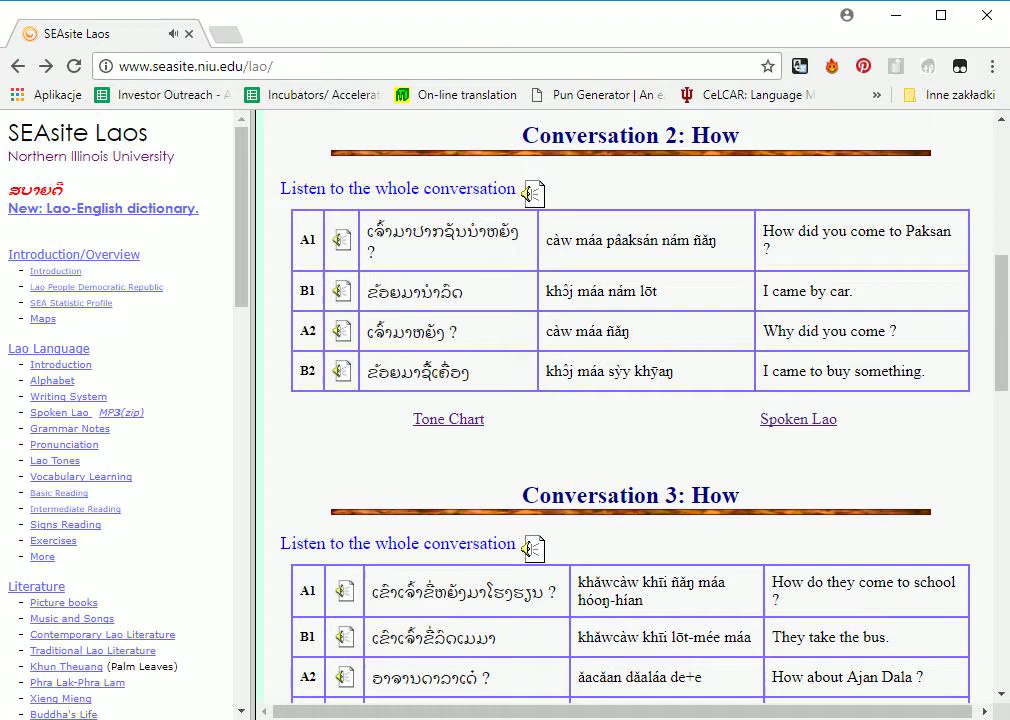 SEAsite Laos
www.seasite.niu.edu/lao/
Aplikacje
Investor Outreach - A
Incubators/ Accelerat
On-line translation
Pun Generator | An e
CeLCAR: Language M
»
Inne zakładki
SEAsite Laos
Northern Illinois University
ສບາຍດີ
New: Lao-English dictionary.
Introduction/Overview
- Introduction
- Lao People Democratic Republic
- SEA Statistic Profile
- Maps
Lao Language
- Introduction
- Alphabet
- Writing System
- Spoken Lao MP3(zip)
- Grammar Notes
- Pronunciation
- Lao Tones
- Vocabulary Learning
- Basic Reading
- Intermediate Reading
- Signs Reading
- Exercises
- More
Literature
- Picture books
- Music and Songs
- Contemporary Lao Literature
- Traditional Lao Literature
- Khun Theuang (Palm Leaves)
- Phra Lak-Phra Lam
- Xieng Mieng
- Buddha's Life
Conversation 2: How
Listen to the whole conversation
A1 ເຈົ້າມາປາກຊັນນຳຫຍັງ ? càw máa pâaksán nám ñăŋ How did you come to Paksan ?
B1 ຂ້ອຍມານຳລົດ khɔ̂j máa nám lōt I came by car.
A2 ເຈົ້າມາຫຍັງ ? càw máa ñăŋ Why did you come ?
B2 ຂ້ອຍມາຊື້ເຄື່ອງ khɔ̂j máa sỳy khȳaŋ I came to buy something.
Tone Chart Spoken Lao
Conversation 3: How
Listen to the whole conversation
A1 ເຂົາເຈົ້າຂີ່ຫຍັງມາໂຮງຮຽນ ? khăwcàw khīi ñăŋ máa hóoŋ-hían How do they come to school ?
B1 ເຂົາເຈົ້າຂີ່ລົດເມມາ khăwcàw khīi lōt-mée máa They take the bus.
A2 ອາຈານດາລາເດ໋ ? ăacăan dăaláa de+e How about Ajan Dala ?